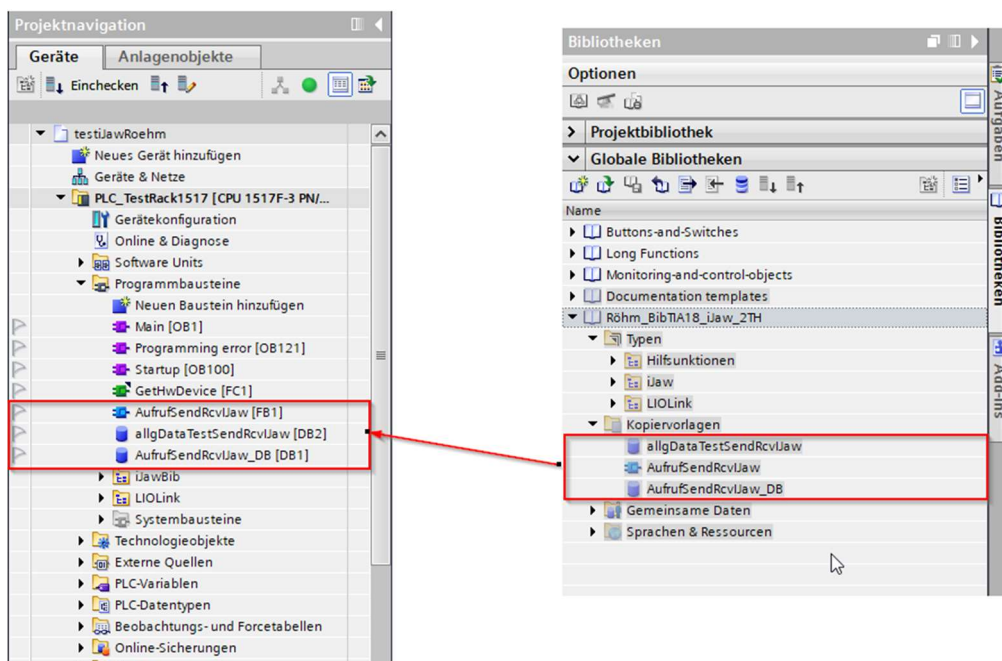 Projektnavigation
Geräte
Anlagenobjekte
Einchecken
testiJawRoehm
Neues Gerät hinzufügen
Geräte & Netze
PLC_TestRack1517 [CPU 1517F-3 PN/...
Gerätekonfiguration
Online & Diagnose
Software Units
Programmbausteine
Neuen Baustein hinzufügen
Main [OB1]
Programming error [OB121]
Startup [OB100]
GetHwDevice [FC1]
AufrufSendRcvIJaw [FB1]
allgDataTestSendRcvIJaw [DB2]
AufrufSendRcvIJaw_DB [DB1]
iJawBib
LIOLink
Systembausteine
Technologieobjekte
Externe Quellen
PLC-Variablen
PLC-Datentypen
Beobachtungs- und Forcetabellen
Online-Sicherungen
Bibliotheken
Optionen
Projektbibliothek
Globale Bibliotheken
Name
Buttons-and-Switches
Long Functions
Monitoring-and-control-objects
Documentation templates
Röhm_BibTIA18_iJaw_2TH
Typen
Hilfsunktionen
iJaw
LIOLink
Kopiervorlagen
allgDataTestSendRcvIJaw
AufrufSendRcvIJaw
AufrufSendRcvIJaw_DB
Gemeinsame Daten
Sprachen & Ressourcen
Aufgaben
Bibliotheken
Add-Ins